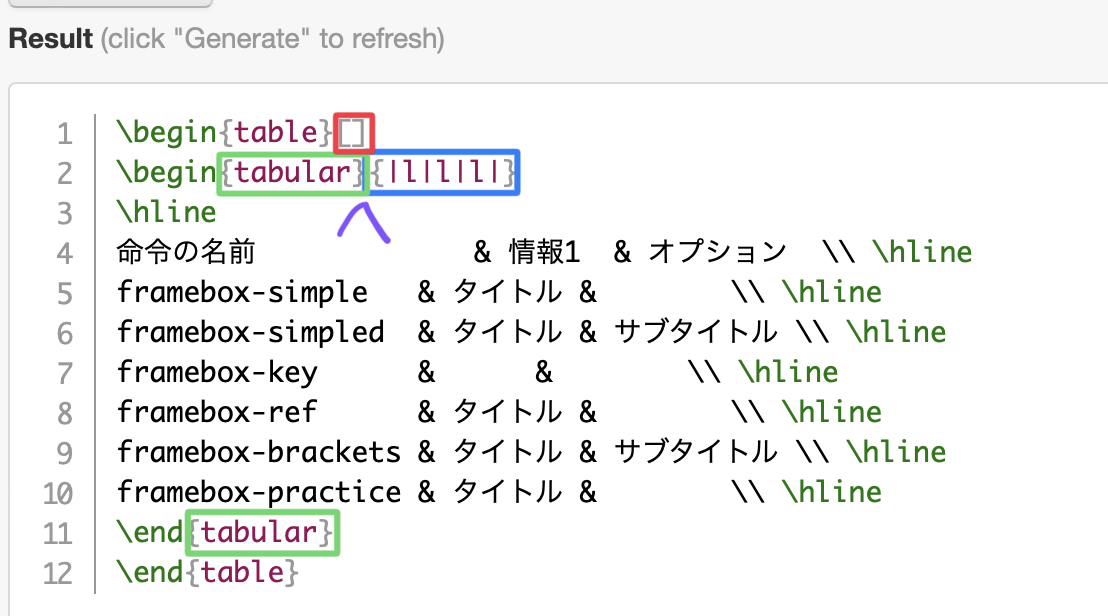 Result (click "Generate" to refresh)
1 \begin{table}[]
2 \begin{tabular}{|l|l|l|}
3 \hline
4 命令の名前 & 情報1 & オプション \\ \hline
5 framebox-simple & タイトル & \\ \hline
6 framebox-simpled & タイトル & サブタイトル \\ \hline
7 framebox-key & & \\ \hline
8 framebox-ref & タイトル & \\ \hline
9 framebox-brackets & タイトル & サブタイトル \\ \hline
10 framebox-practice & タイトル & \\ \hline
11 \end{tabular}
12 \end{table}